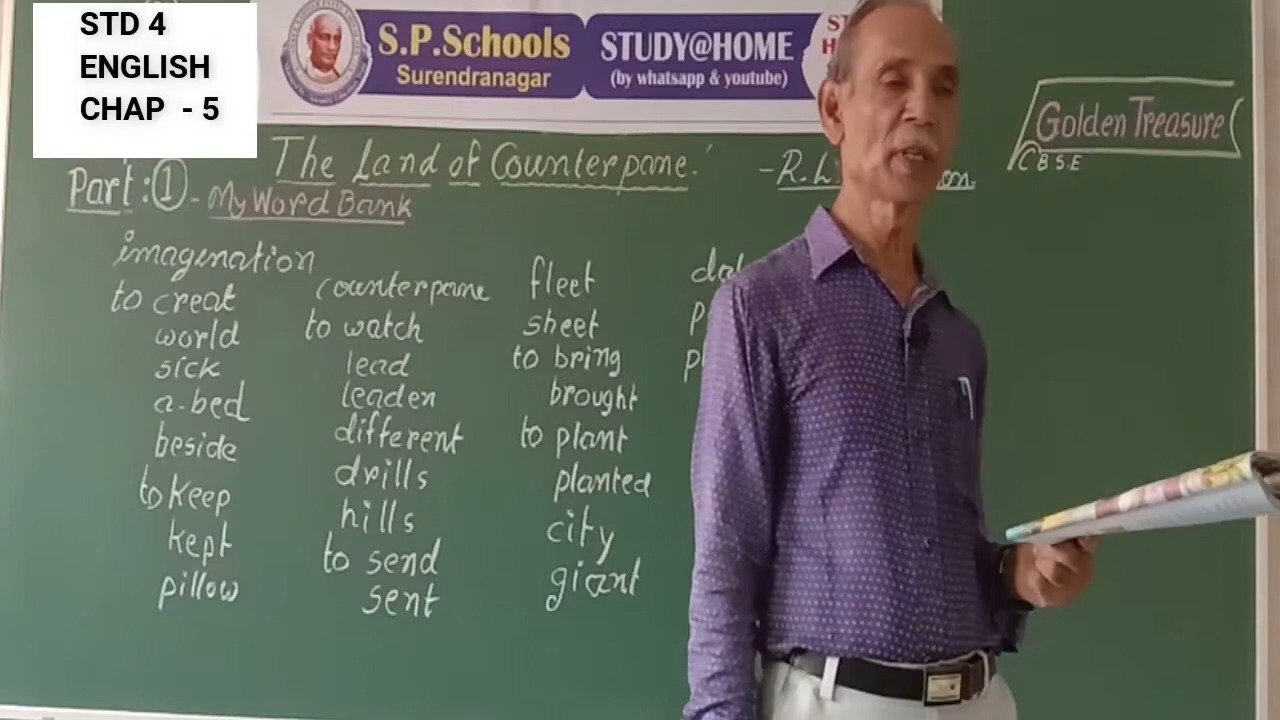 STD 4
ENGLISH
CHAP - 5
S.P.Schools
Surendranagar
STUDY@HOME
(by whatsapp & youtube)
The Land of Counterpane.
Part: 1 - My Word Bank
Golden Treasure
C B S.E
imagination
to creat
world
sick
a-bed
beside
to keep
kept
pillow
counterpane
to watch
lead
leader
different
drills
hills
to send
sent
fleet
sheet
to bring
brought
to plant
planted
city
giant